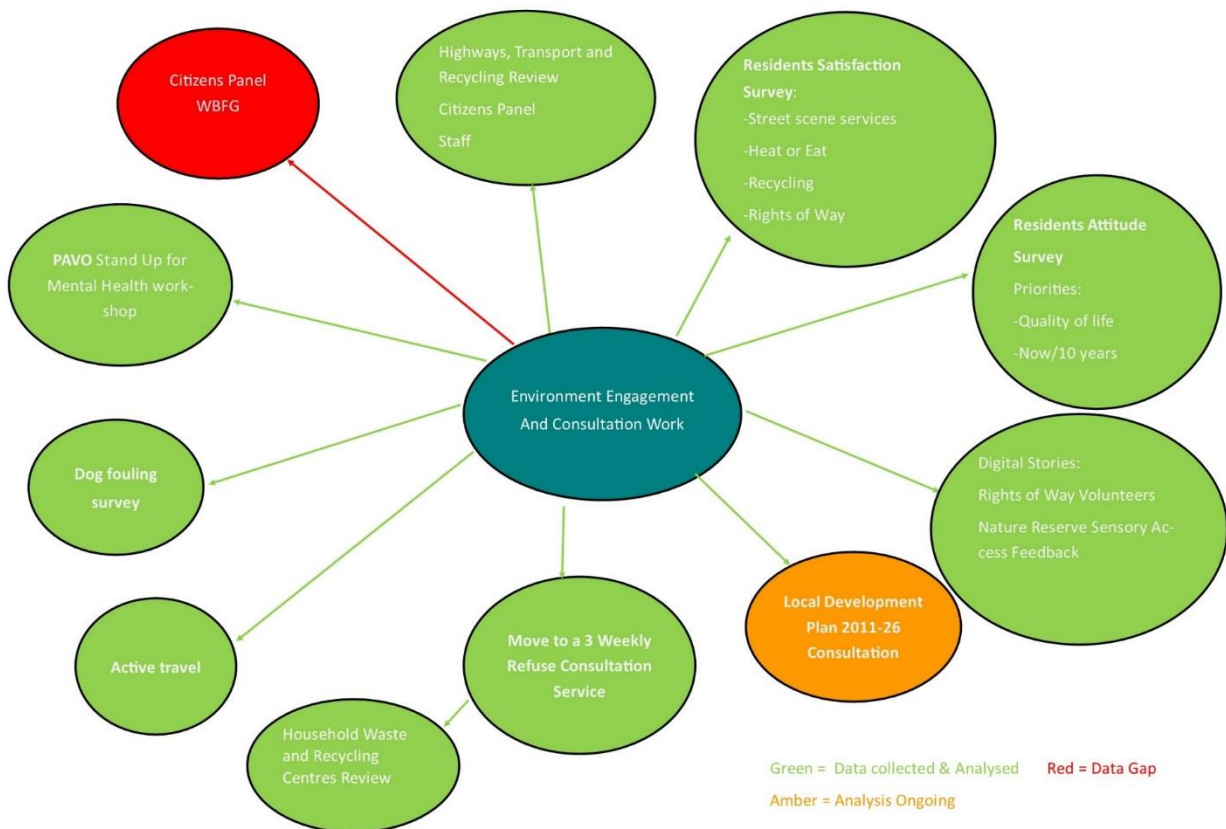 Citizens Panel
WBFG
Highways, Transport and
Recycling Review
Citizens Panel
Staff
Residents Satisfaction
Survey:
-Street scene services
-Heat or Eat
-Recycling
-Rights of Way
Residents Attitude
Survey
Priorities:
-Quality of life
-Now/10 years
PAVO Stand Up for
Mental Health work-
shop
Environment Engagement
And Consultation Work
Dog fouling
survey
Digital Stories:
Rights of Way Volunteers
Nature Reserve Sensory Ac-
cess Feedback
Local Development
Plan 2011-26
Consultation
Active travel
Move to a 3 Weekly
Refuse Consultation
Service
Household Waste
and Recycling
Centres Review
Green = Data collected & Analysed Red = Data Gap
Amber = Analysis Ongoing